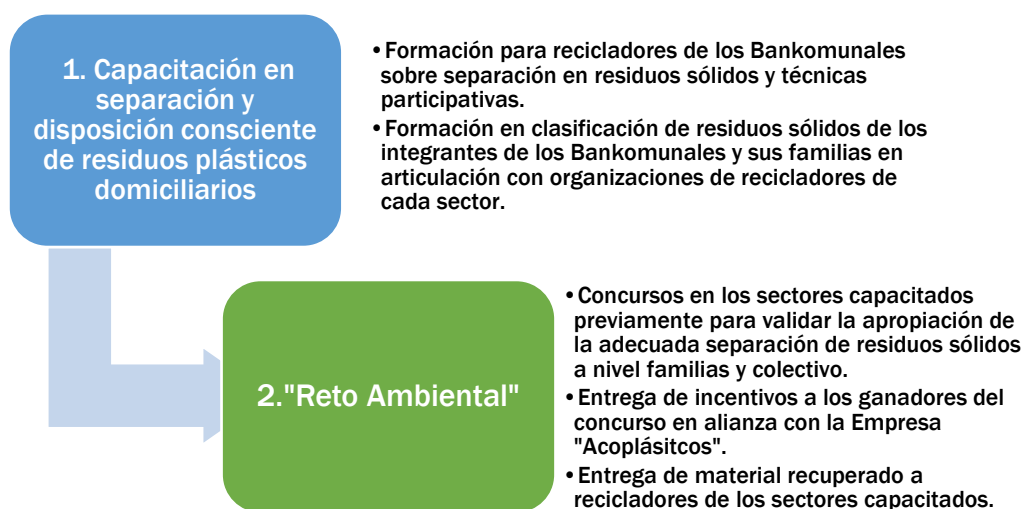 1. Capacitación en
separación y
disposición consciente
de residuos plásticos
domiciliarios
•Formación para recicladores de los Bankomunales
sobre separación en residuos sólidos y técnicas
participativas.
•Formación en clasificación de residuos sólidos de los
integrantes de los Bankomunales y sus familias en
articulación con organizaciones de recicladores de
cada sector.
2."Reto Ambiental"
•Concursos en los sectores capacitados
previamente para validar la apropiación de
la adecuada separación de residuos sólidos
a nivel familias y colectivo.
•Entrega de incentivos a los ganadores del
concurso en alianza con la Empresa
"Acoplásitcos".
•Entrega de material recuperado a
recicladores de los sectores capacitados.